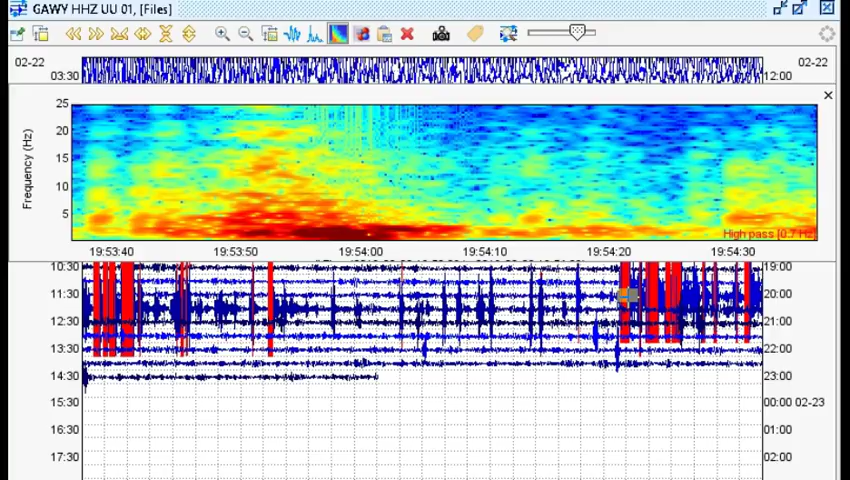 GAWY HHZ UU 01, [Files]
02-22 02-22
03:30 12:00
Frequency (Hz)
25
20
15
10
5
High pass [0.7 Hz]
19:53:40 19:53:50 19:54:00 19:54:10 19:54:20 19:54:30
10:30 19:00
11:30 20:00
12:30 21:00
13:30 22:00
14:30 23:00
15:30 00:00 02-23
16:30 01:00
17:30 02:00